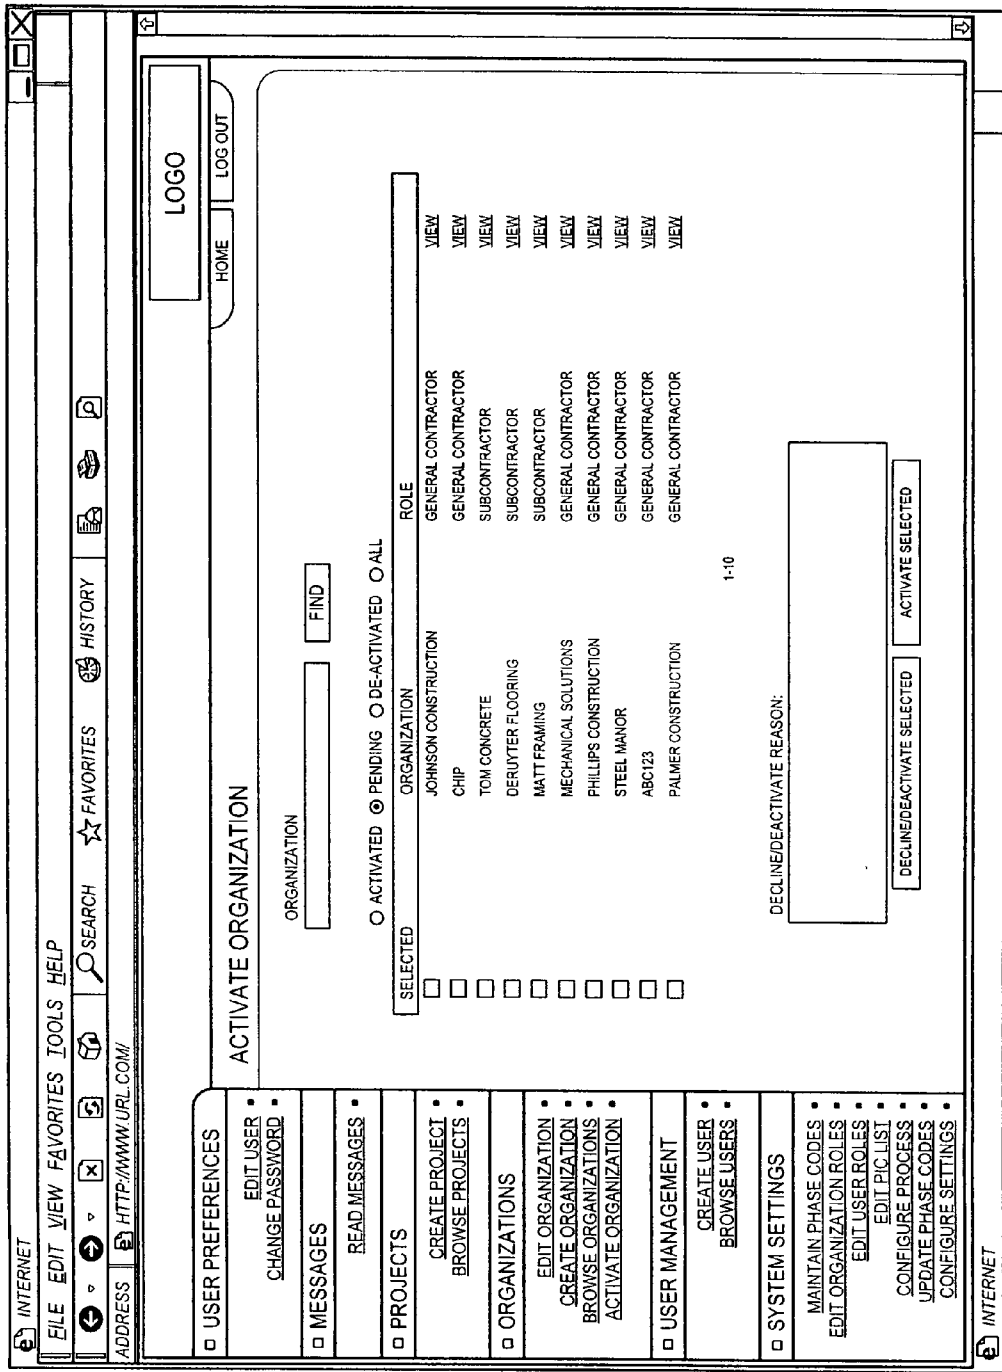 INTERNET
FILE EDIT VIEW FAVORITES TOOLS HELP
SEARCH FAVORITES HISTORY
ADDRESS HTTP://WWW.URL.COM/
LOGO
HOME LOG OUT
USER PREFERENCES
EDIT USER
CHANGE PASSWORD
MESSAGES
READ MESSAGES
PROJECTS
CREATE PROJECT
BROWSE PROJECTS
ORGANIZATIONS
EDIT ORGANIZATION
CREATE ORGANIZATION
BROWSE ORGANIZATIONS
ACTIVATE ORGANIZATION
USER MANAGEMENT
CREATE USER
BROWSE USERS
SYSTEM SETTINGS
MAINTAIN PHASE CODES
EDIT ORGANIZATION ROLES
EDIT USER ROLES
EDIT PIC LIST
CONFIGURE PROCESS
UPDATE PHASE CODES
CONFIGURE SETTINGS
ACTIVATE ORGANIZATION
ORGANIZATION
FIND
ACTIVATED PENDING DE-ACTIVATED ALL
SELECTED ORGANIZATION ROLE
JOHNSON CONSTRUCTION GENERAL CONTRACTOR VIEW
CHIP GENERAL CONTRACTOR VIEW
TOM CONCRETE SUBCONTRACTOR VIEW
DERUYTER FLOORING SUBCONTRACTOR VIEW
MATT FRAMING SUBCONTRACTOR VIEW
MECHANICAL SOLUTIONS GENERAL CONTRACTOR VIEW
PHILLIPS CONSTRUCTION GENERAL CONTRACTOR VIEW
STEEL MANOR GENERAL CONTRACTOR VIEW
ABC123 GENERAL CONTRACTOR VIEW
PALMER CONSTRUCTION GENERAL CONTRACTOR VIEW
1-10
DECLINE/DEACTIVATE REASON:
DECLINE/DEACTIVATE SELECTED ACTIVATE SELECTED
INTERNET